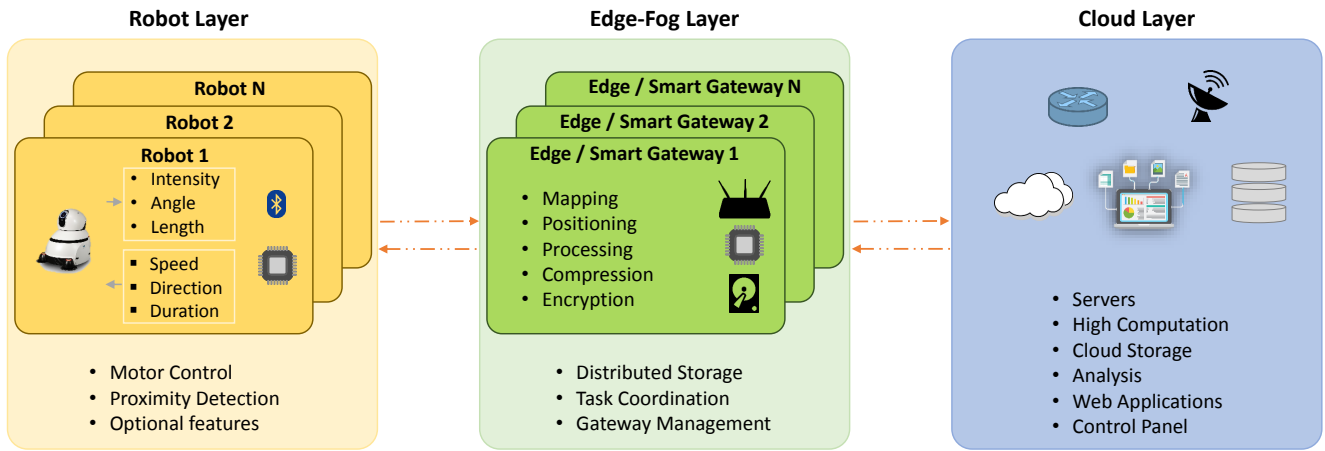 Robot Layer
Edge-Fog Layer
Cloud Layer
Robot N
Robot 2
Robot 1
• Intensity
• Angle
• Length
▪ Speed
▪ Direction
▪ Duration
• Motor Control
• Proximity Detection
• Optional features
Edge / Smart Gateway N
Edge / Smart Gateway 2
Edge / Smart Gateway 1
• Mapping
• Positioning
• Processing
• Compression
• Encryption
• Distributed Storage
• Task Coordination
• Gateway Management
• Servers
• High Computation
• Cloud Storage
• Analysis
• Web Applications
• Control Panel